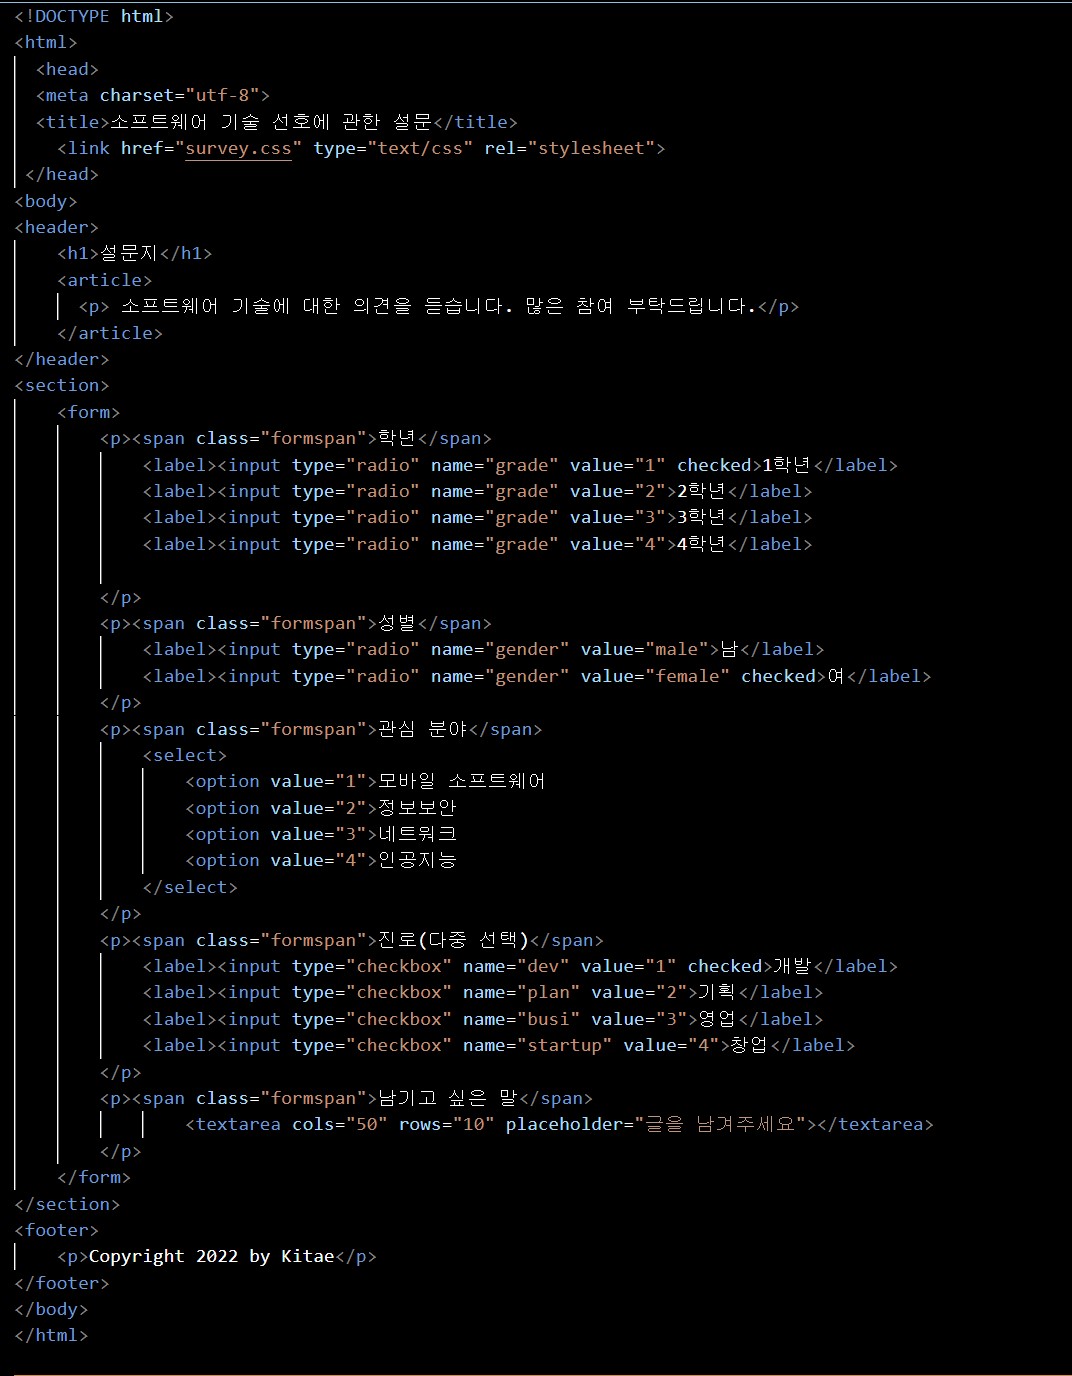 <!DOCTYPE html>
<html>
<head>
<meta charset="utf-8">
<title>소프트웨어 기술 선호에 관한 설문</title>
<link href="survey.css" type="text/css" rel="stylesheet">
</head>
<body>
<header>
<h1>설문지</h1>
<article>
<p> 소프트웨어 기술에 대한 의견을 듣습니다. 많은 참여 부탁드립니다.</p>
</article>
</header>
<section>
<form>
<p><span class="formspan">학년</span>
<label><input type="radio" name="grade" value="1" checked>1학년</label>
<label><input type="radio" name="grade" value="2">2학년</label>
<label><input type="radio" name="grade" value="3">3학년</label>
<label><input type="radio" name="grade" value="4">4학년</label>
</p>
<p><span class="formspan">성별</span>
<label><input type="radio" name="gender" value="male">남</label>
<label><input type="radio" name="gender" value="female" checked>여</label>
</p>
<p><span class="formspan">관심 분야</span>
<select>
<option value="1">모바일 소프트웨어
<option value="2">정보보안
<option value="3">네트워크
<option value="4">인공지능
</select>
</p>
<p><span class="formspan">진로(다중 선택)</span>
<label><input type="checkbox" name="dev" value="1" checked>개발</label>
<label><input type="checkbox" name="plan" value="2">기획</label>
<label><input type="checkbox" name="busi" value="3">영업</label>
<label><input type="checkbox" name="startup" value="4">창업</label>
</p>
<p><span class="formspan">남기고 싶은 말</span>
<textarea cols="50" rows="10" placeholder="글을 남겨주세요"></textarea>
</p>
</form>
</section>
<footer>
<p>Copyright 2022 by Kitae</p>
</footer>
</body>
</html>